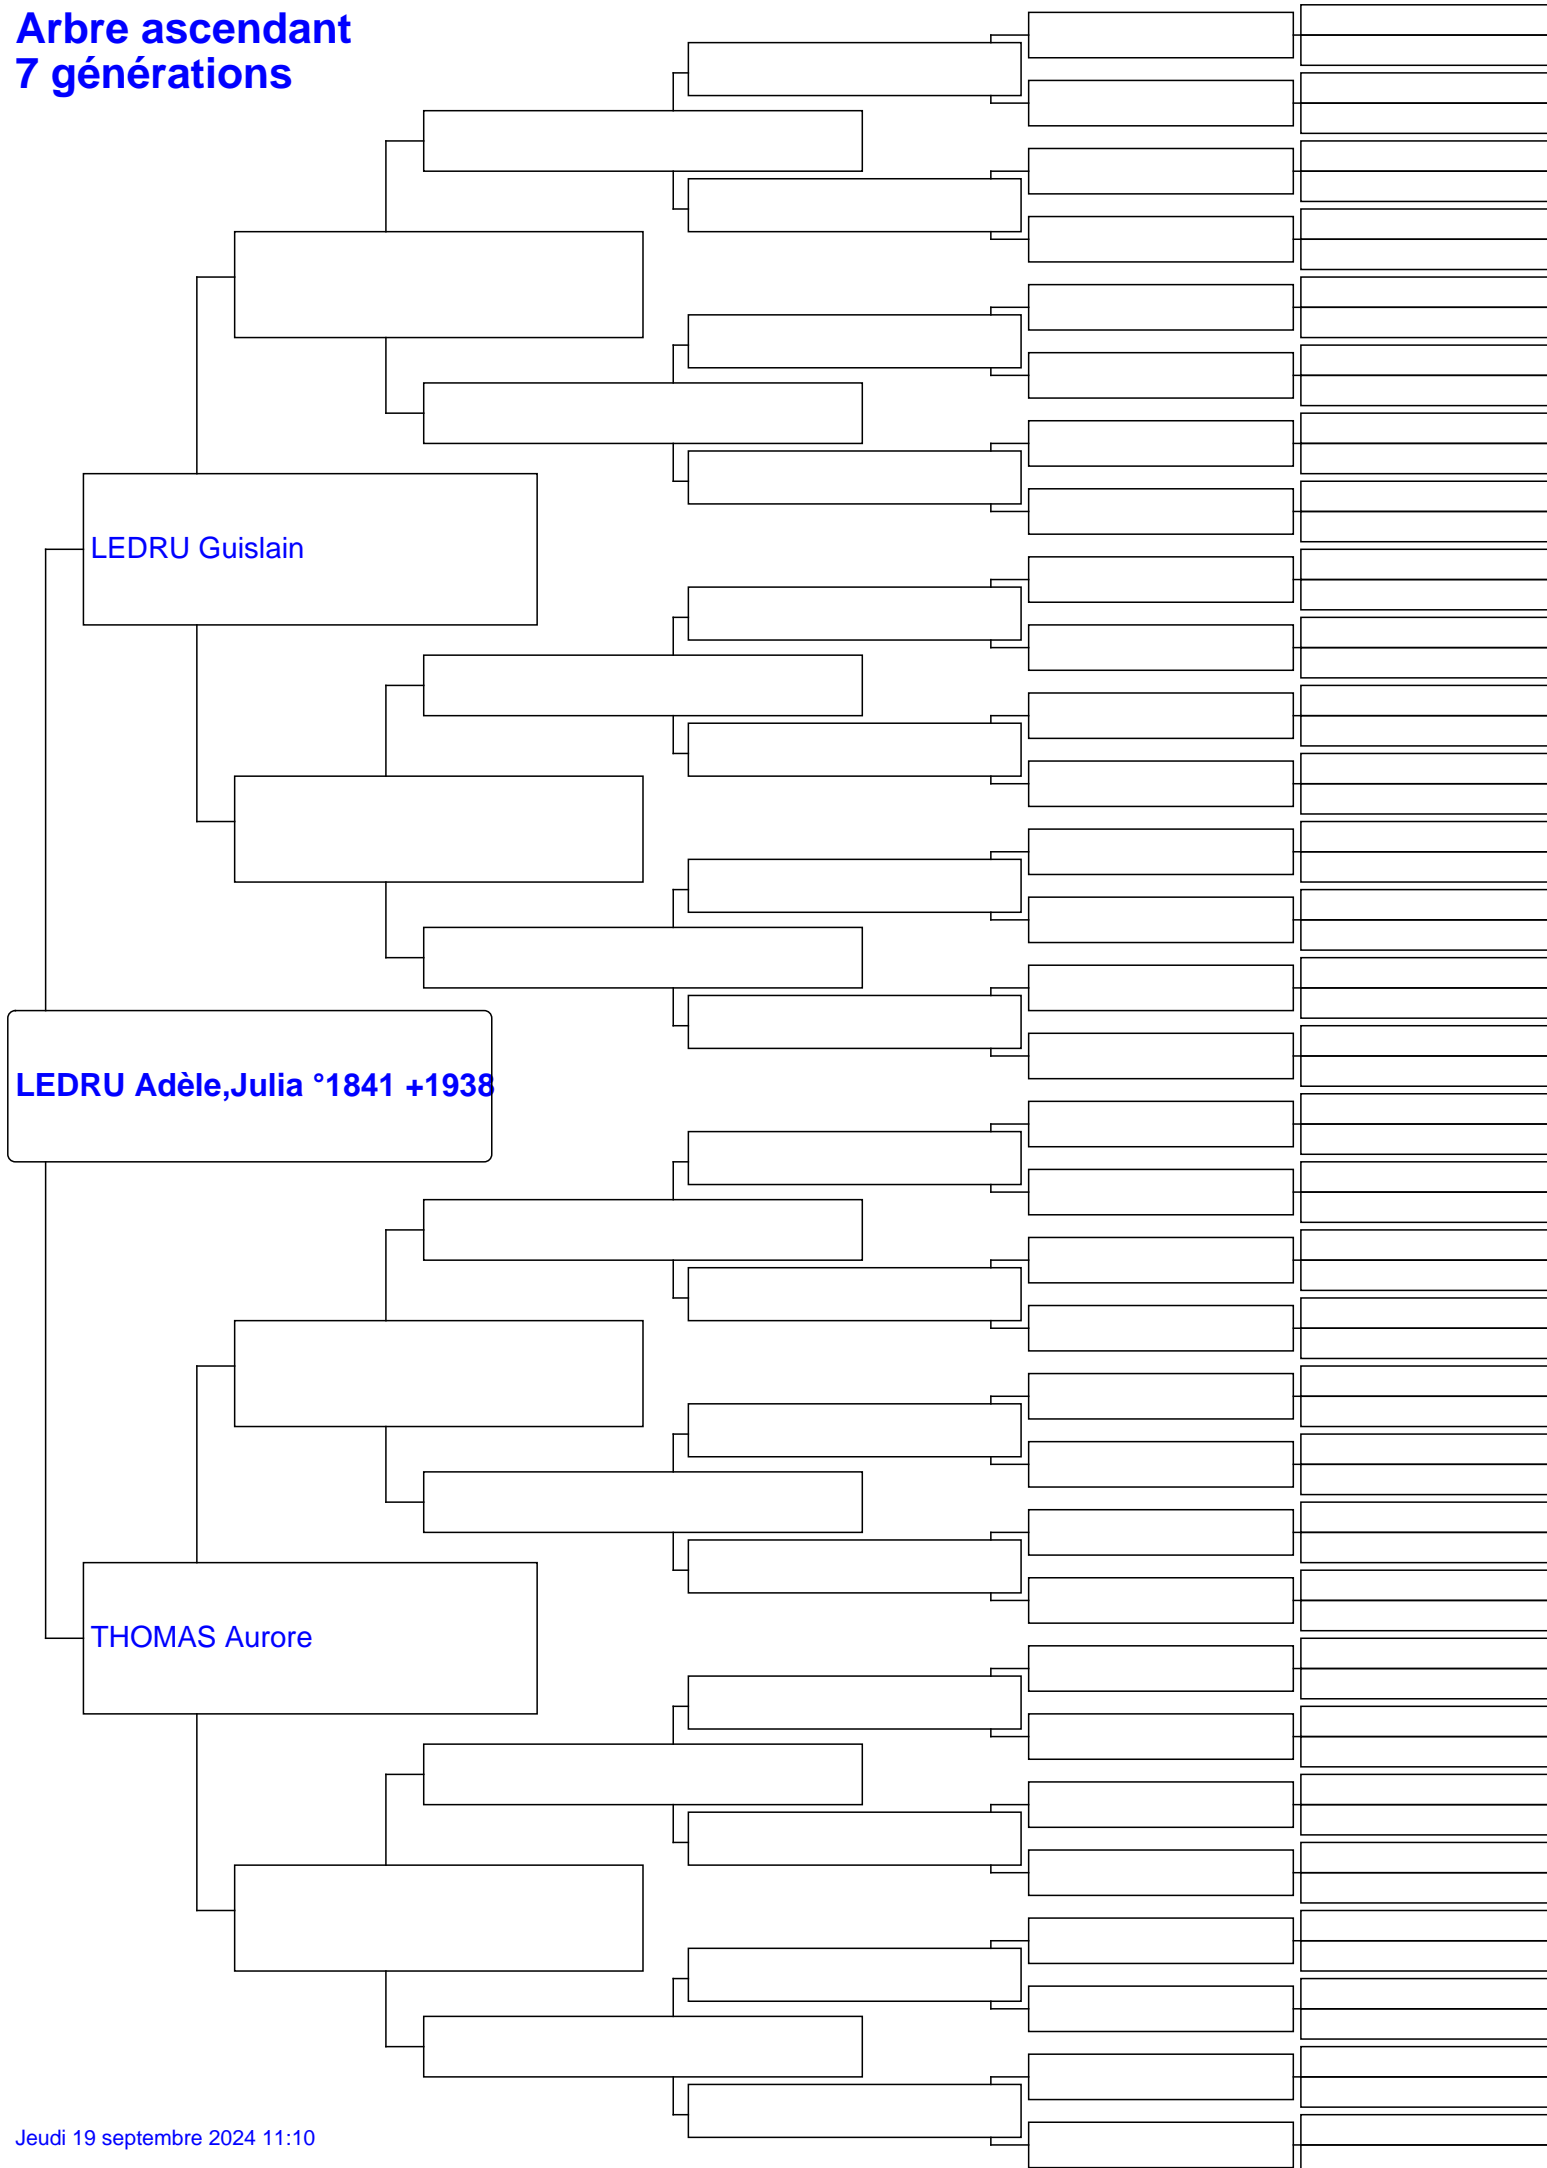 Arbre ascendant
7 générations
LEDRU Guislain
LEDRU Adèle,Julia °1841 +1938
THOMAS Aurore
Jeudi 19 septembre 2024 11:10